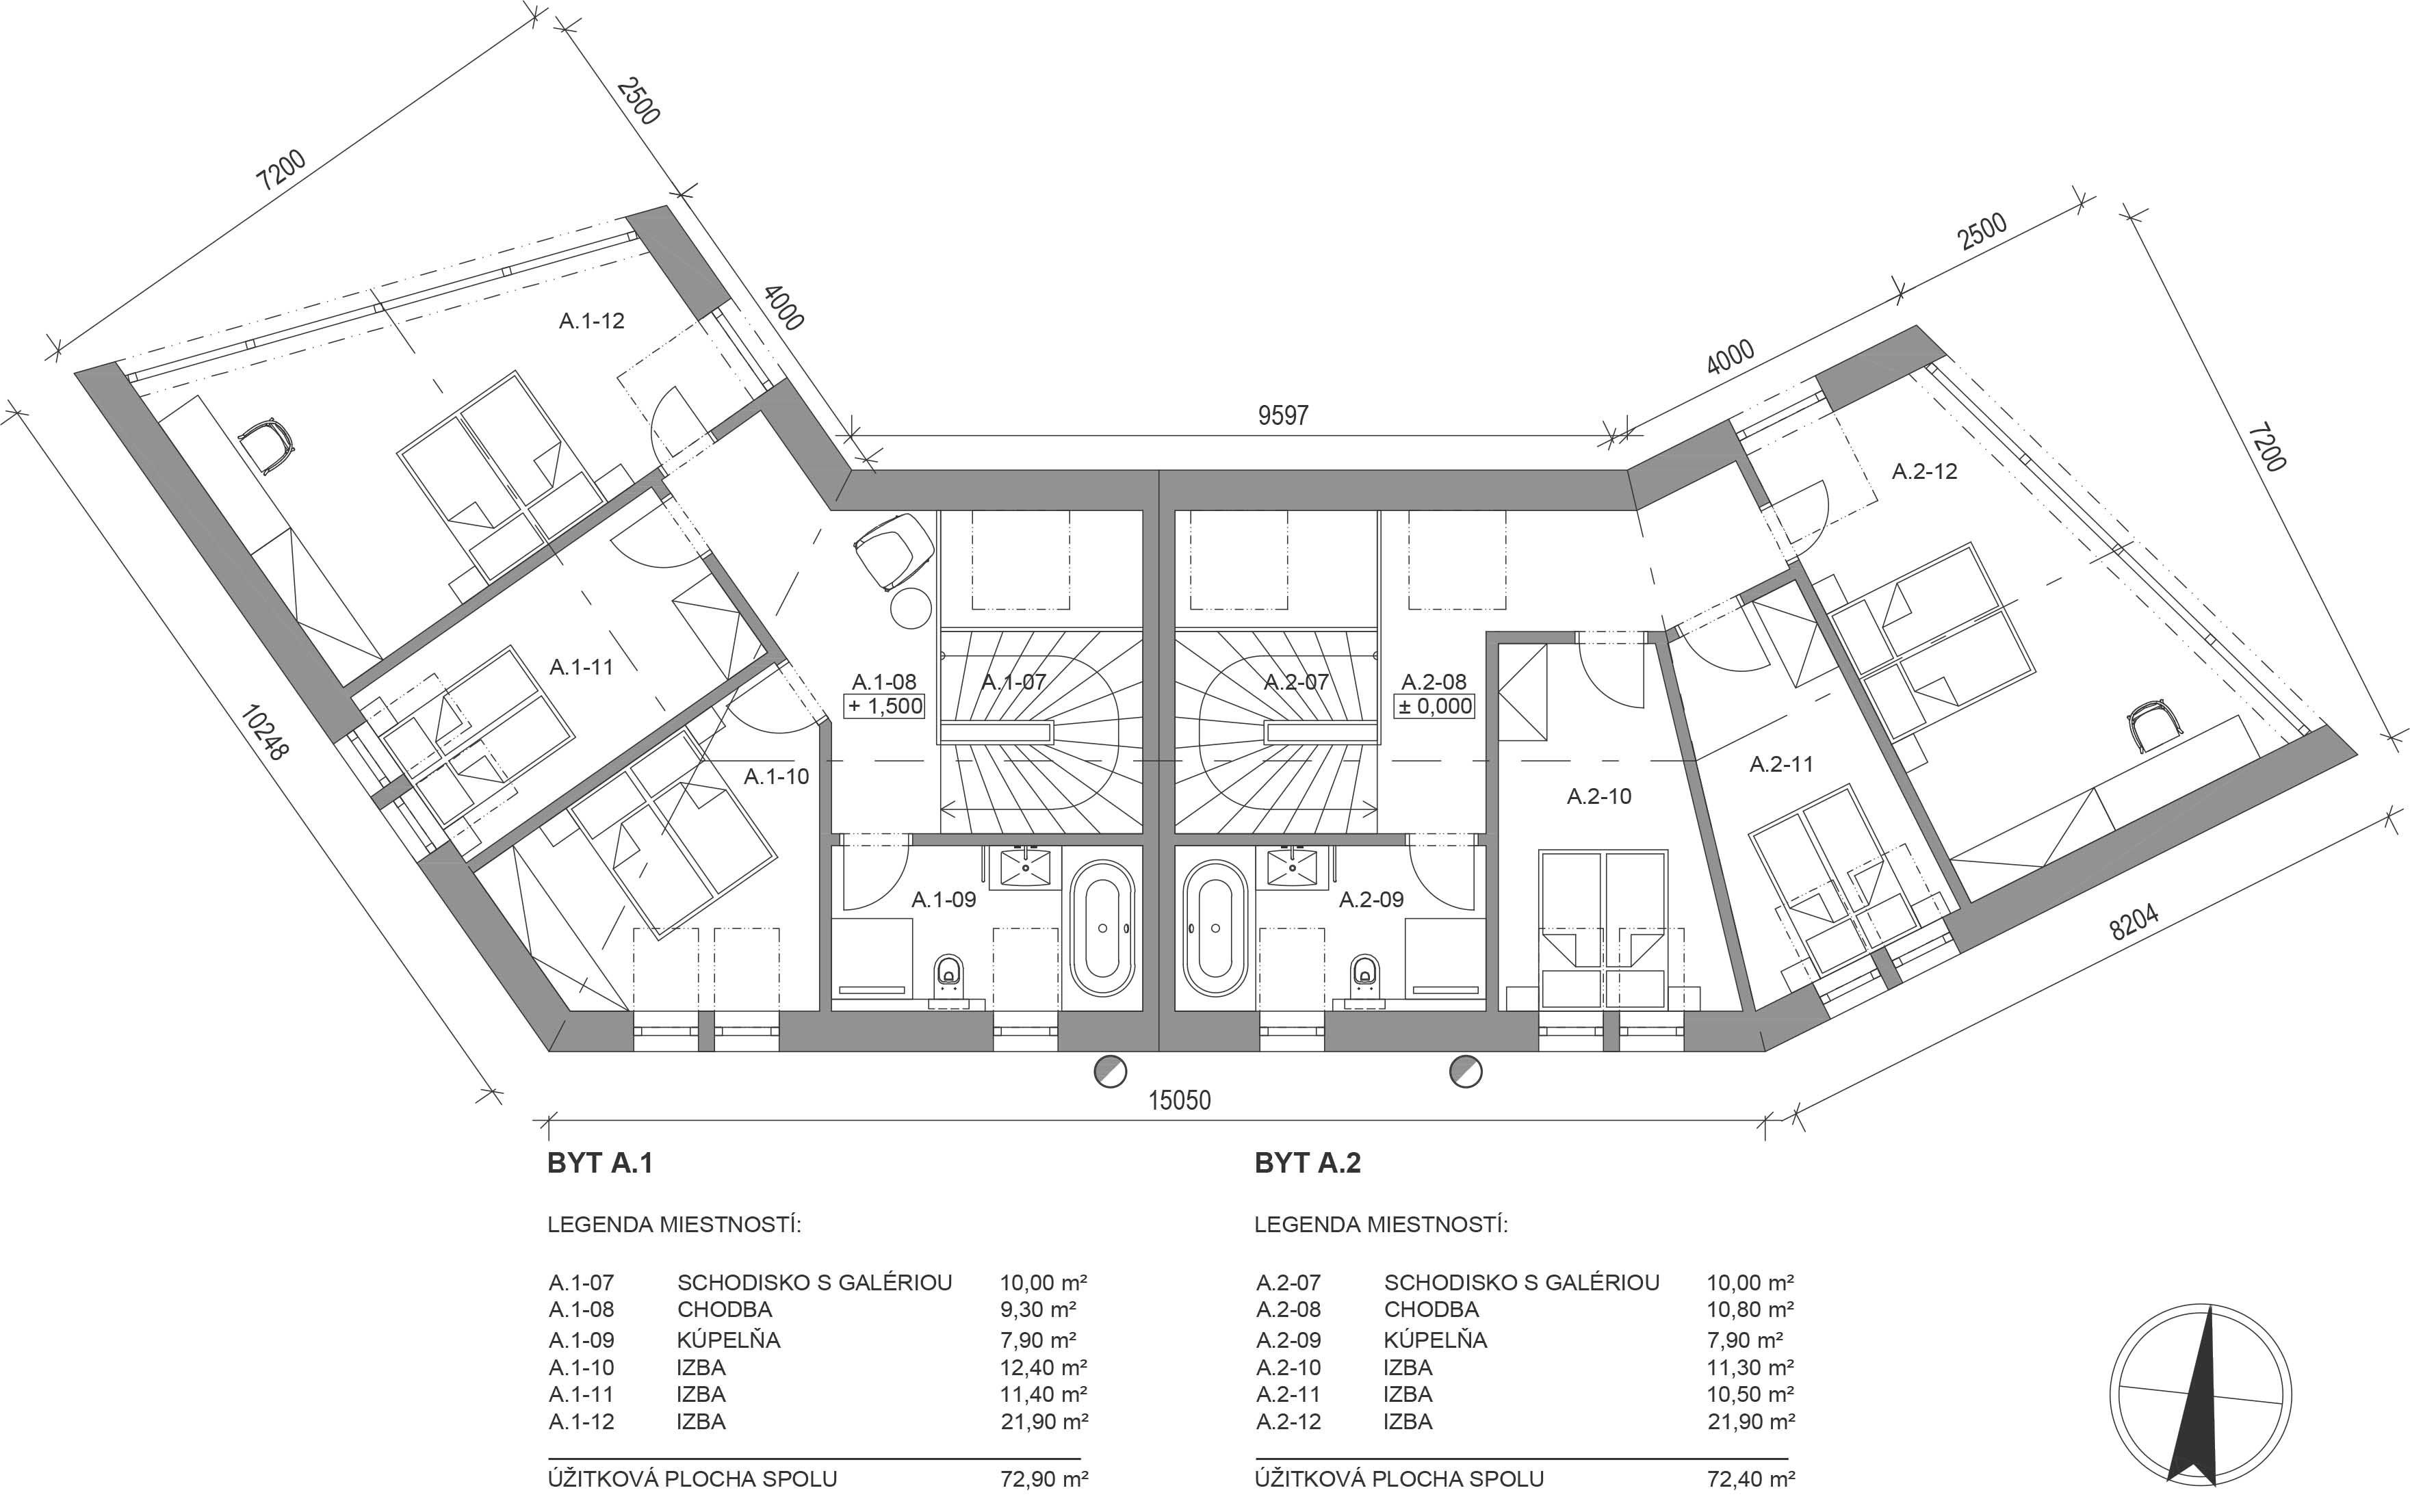 2500
7200
4000
2500
4000
9597
7200
A.1-12
A.2-12
A.1-11
A.1-08
+ 1,500
A.1-07
A.2-07
A.2-08
± 0,000
10248
A.1-10
A.2-10
A.2-11
A.1-09
A.2-09
8204
15050
BYT A.1
LEGENDA MIESTNOSTÍ:
A.1-07 SCHODISKO S GALÉRIOU 10,00 m²
A.1-08 CHODBA 9,30 m²
A.1-09 KÚPELŇA 7,90 m²
A.1-10 IZBA 12,40 m²
A.1-11 IZBA 11,40 m²
A.1-12 IZBA 21,90 m²
ÚŽITKOVÁ PLOCHA SPOLU 72,90 m²
BYT A.2
LEGENDA MIESTNOSTÍ:
A.2-07 SCHODISKO S GALÉRIOU 10,00 m²
A.2-08 CHODBA 10,80 m²
A.2-09 KÚPELŇA 7,90 m²
A.2-10 IZBA 11,30 m²
A.2-11 IZBA 10,50 m²
A.2-12 IZBA 21,90 m²
ÚŽITKOVÁ PLOCHA SPOLU 72,40 m²